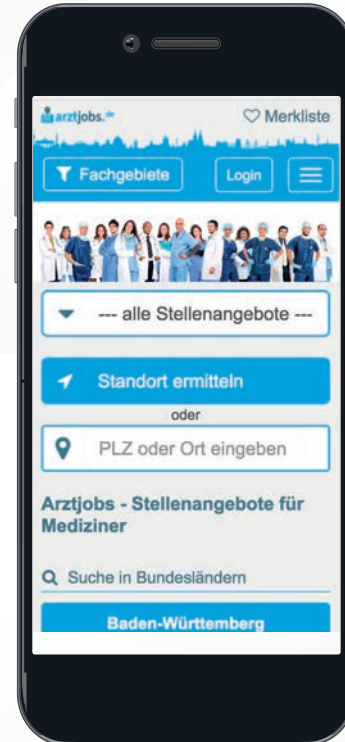 arztjobs.de
Merkliste
Fachgebiete
Login
--- alle Stellenangebote ---
Standort ermitteln
oder
PLZ oder Ort eingeben
Arztjobs - Stellenangebote für
Mediziner
Suche in Bundesländern
Baden-Württemberg